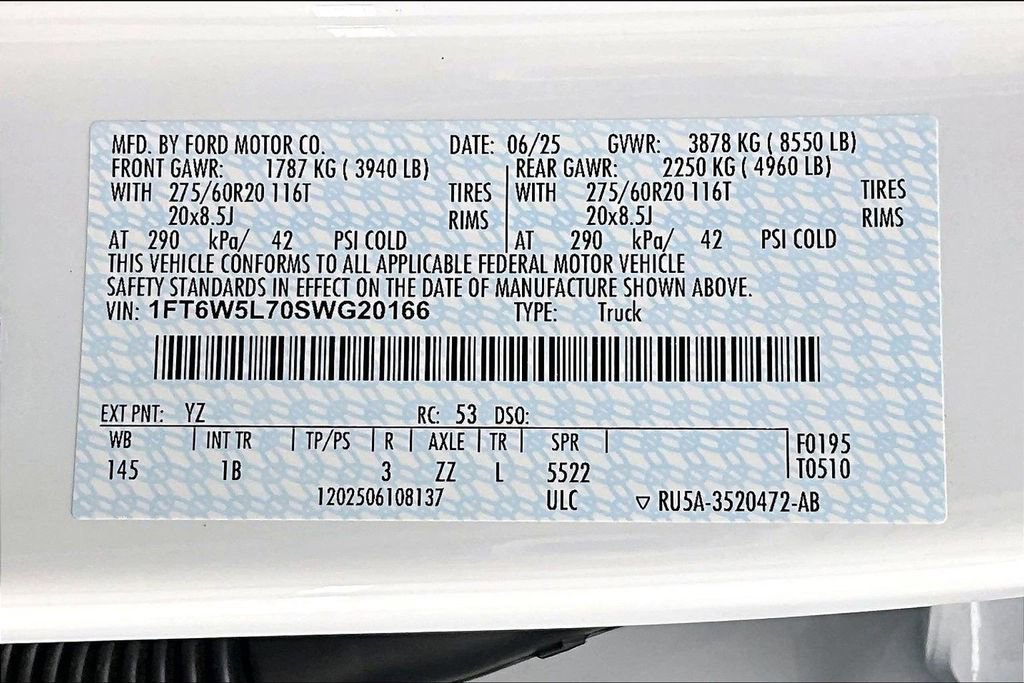 MFD. BY FORD MOTOR CO. DATE: 06/25 GVWR: 3878 KG ( 8550 LB)
FRONT GAWR: 1787 KG ( 3940 LB) REAR GAWR: 2250 KG ( 4960 LB)
WITH 275/60R20 116T TIRES WITH 275/60R20 116T TIRES
20x8.5J RIMS 20x8.5J RIMS
AT 290 kPa/ 42 PSI COLD AT 290 kPa/ 42 PSI COLD
THIS VEHICLE CONFORMS TO ALL APPLICABLE FEDERAL MOTOR VEHICLE
SAFETY STANDARDS IN EFFECT ON THE DATE OF MANUFACTURE SHOWN ABOVE.
VIN: 1FT6W5L70SWG20166 TYPE: Truck
EXT PNT: YZ RC: 53 DSO:
WB INT TR TP/PS R AXLE TR SPR F0195
145 1B 3 ZZ L 5522 T0510
1202506108137 ULC RU5A-3520472-AB